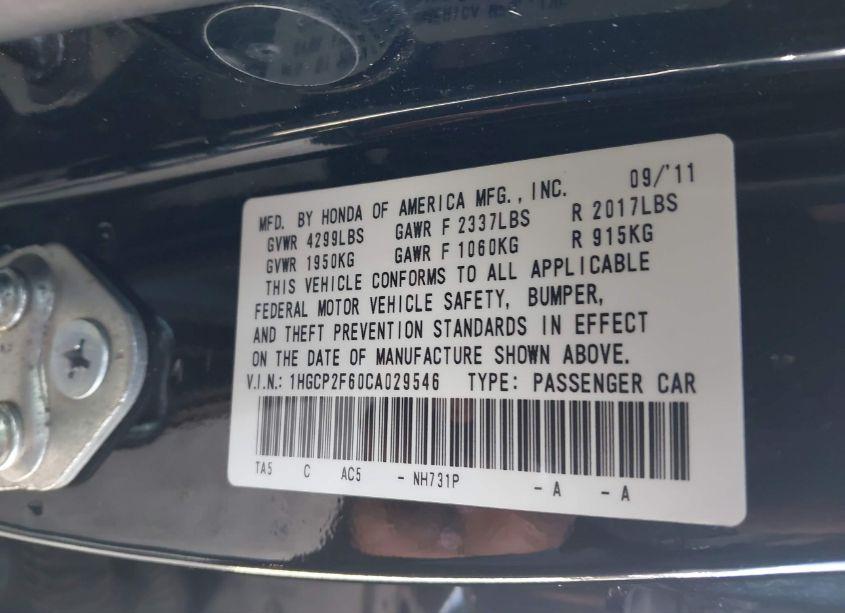 MFD. BY HONDA OF AMERICA MFG., INC. 09/'11
GVWR 4299LBS GAWR F 2337LBS R 2017LBS
GVWR 1950KG GAWR F 1060KG R 915KG
THIS VEHICLE CONFORMS TO ALL APPLICABLE
FEDERAL MOTOR VEHICLE SAFETY, BUMPER,
AND THEFT PREVENTION STANDARDS IN EFFECT
ON THE DATE OF MANUFACTURE SHOWN ABOVE.
V.I.N.: 1HGCP2F60CA029546 TYPE: PASSENGER CAR
TA5 C AC5 - NH731P - A - A